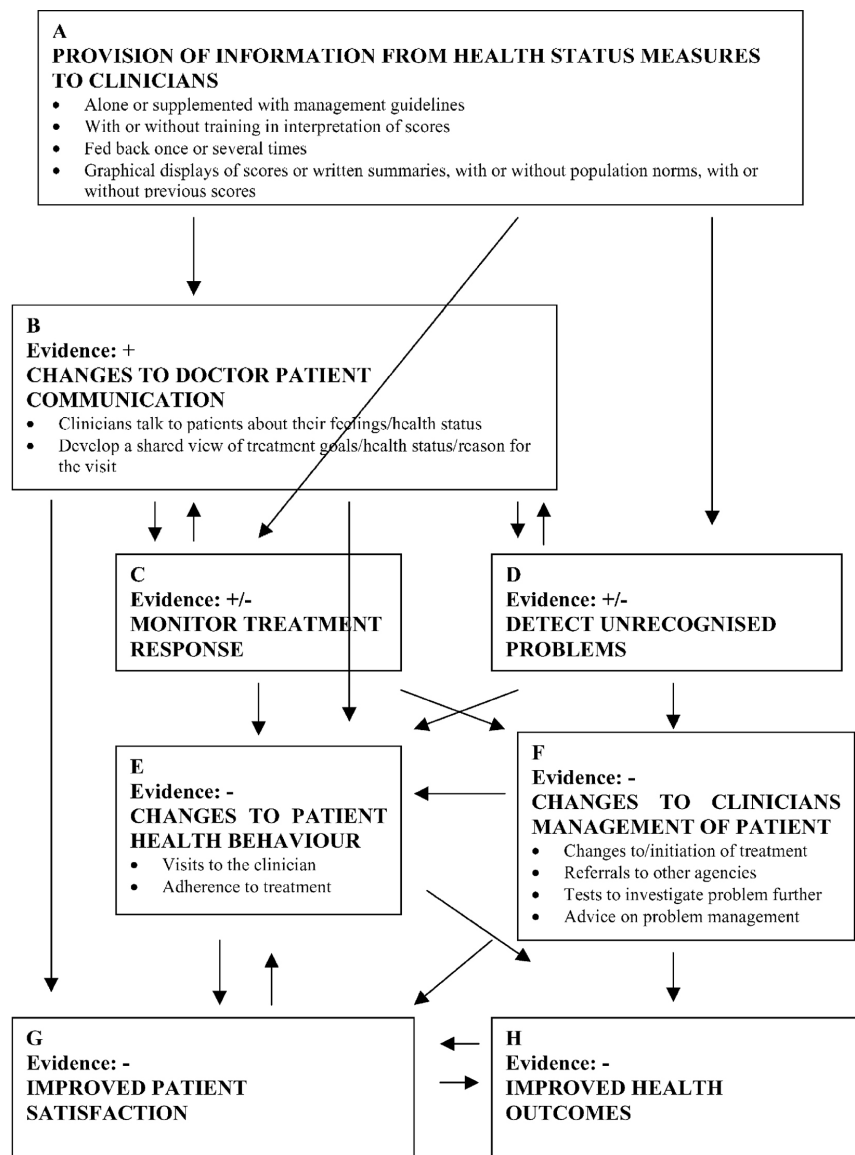 A
PROVISION OF INFORMATION FROM HEALTH STATUS MEASURES
TO CLINICIANS
• Alone or supplemented with management guidelines
• With or without training in interpretation of scores
• Fed back once or several times
• Graphical displays of scores or written summaries, with or without population norms, with or
without previous scores
B
Evidence: +
CHANGES TO DOCTOR PATIENT
COMMUNICATION
• Clinicians talk to patients about their feelings/health status
• Develop a shared view of treatment goals/health status/reason for
the visit
C
Evidence: +/-
MONITOR TREATMENT
RESPONSE
D
Evidence: +/-
DETECT UNRECOGNISED
PROBLEMS
E
Evidence: -
CHANGES TO PATIENT
HEALTH BEHAVIOUR
• Visits to the clinician
• Adherence to treatment
F
Evidence: -
CHANGES TO CLINICIANS
MANAGEMENT OF PATIENT
• Changes to/initiation of treatment
• Referrals to other agencies
• Tests to investigate problem further
• Advice on problem management
G
Evidence: -
IMPROVED PATIENT
SATISFACTION
H
Evidence: -
IMPROVED HEALTH
OUTCOMES